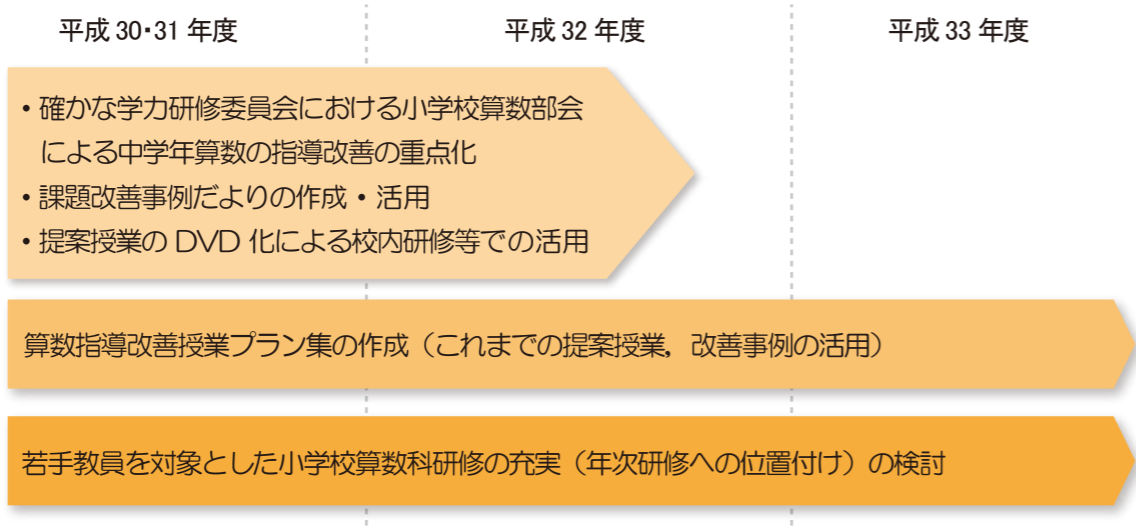 平成 30・31 年度
平成 32 年度
平成 33 年度
・確かな学力研修委員会における小学校算数部会
による中学年算数の指導改善の重点化
・課題改善事例だよりの作成・活用
・提案授業の DVD 化による校内研修等での活用
算数指導改善授業プラン集の作成（これまでの提案授業，改善事例の活用）
若手教員を対象とした小学校算数科研修の充実（年次研修への位置付け）の検討